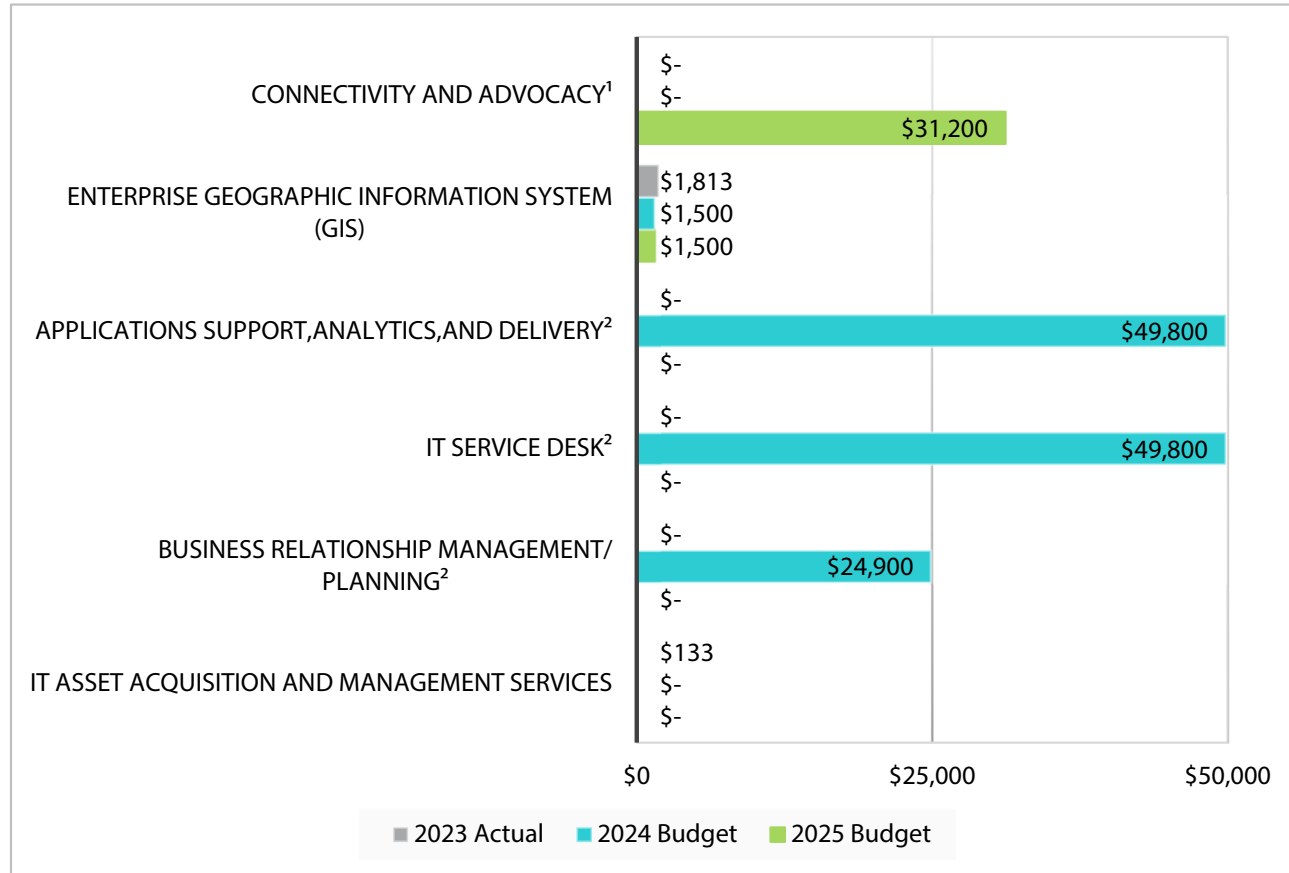 $-
CONNECTIVITY AND ADVOCACY¹
$-
$31,200
$1,813
ENTERPRISE GEOGRAPHIC INFORMATION SYSTEM
(GIS)
$1,500
$1,500
$-
APPLICATIONS SUPPORT,ANALYTICS,AND DELIVERY²
$49,800
$-
$-
IT SERVICE DESK²
$49,800
$-
$-
BUSINESS RELATIONSHIP MANAGEMENT/
PLANNING²
$24,900
$-
$133
IT ASSET ACQUISITION AND MANAGEMENT SERVICES
$-
$-
$0 $25,000 $50,000
2023 Actual 2024 Budget 2025 Budget